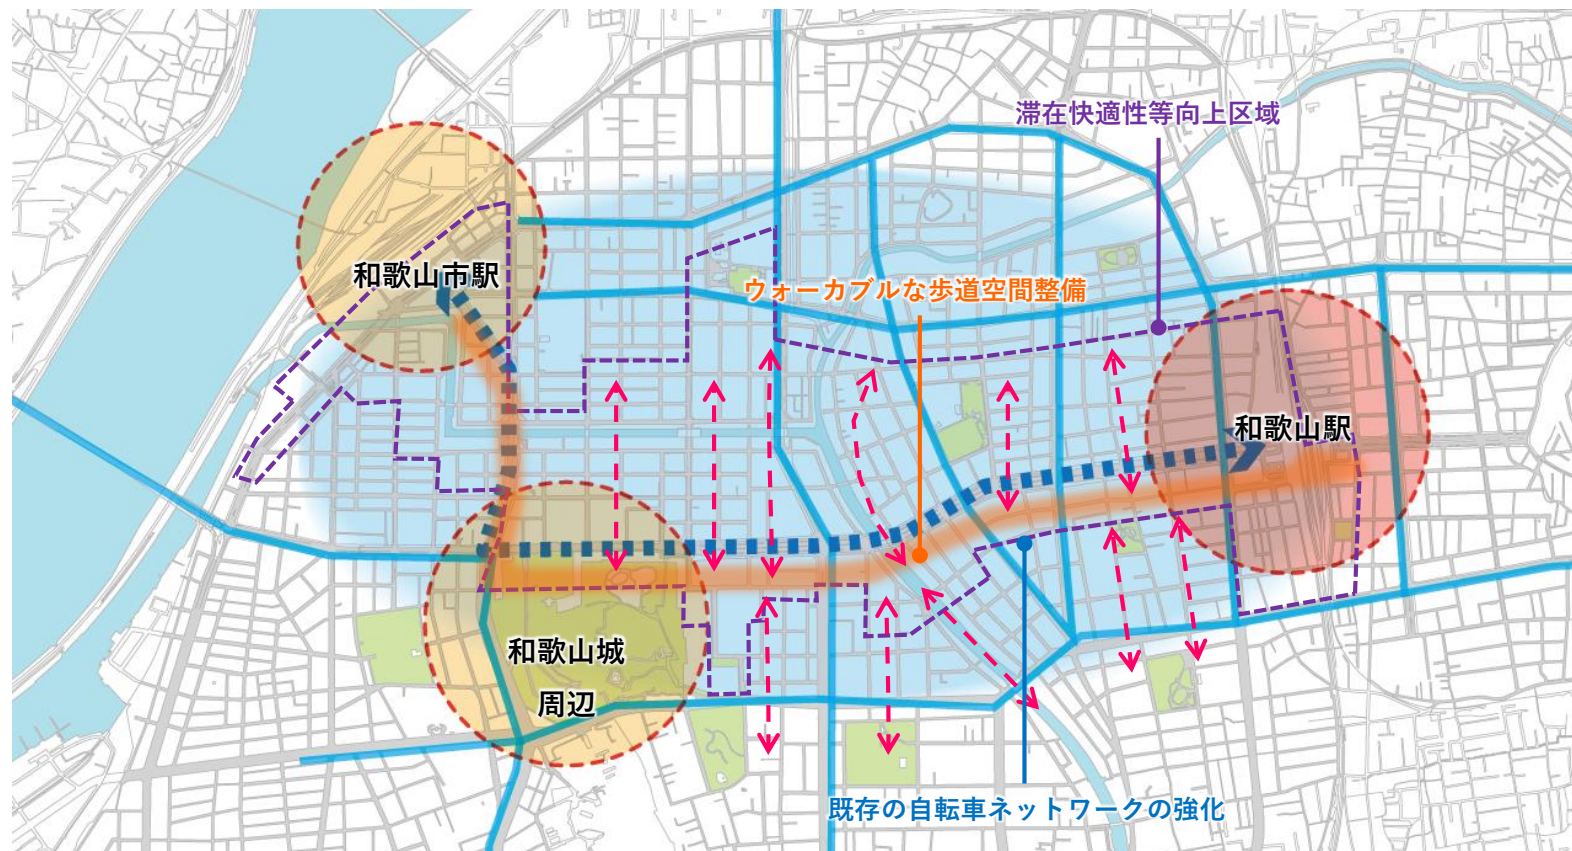 滞在快適性等向上区域
和歌山市駅
ウォーカブルな歩道空間整備
和歌山駅
和歌山城
周辺
既存の自転車ネットワークの強化